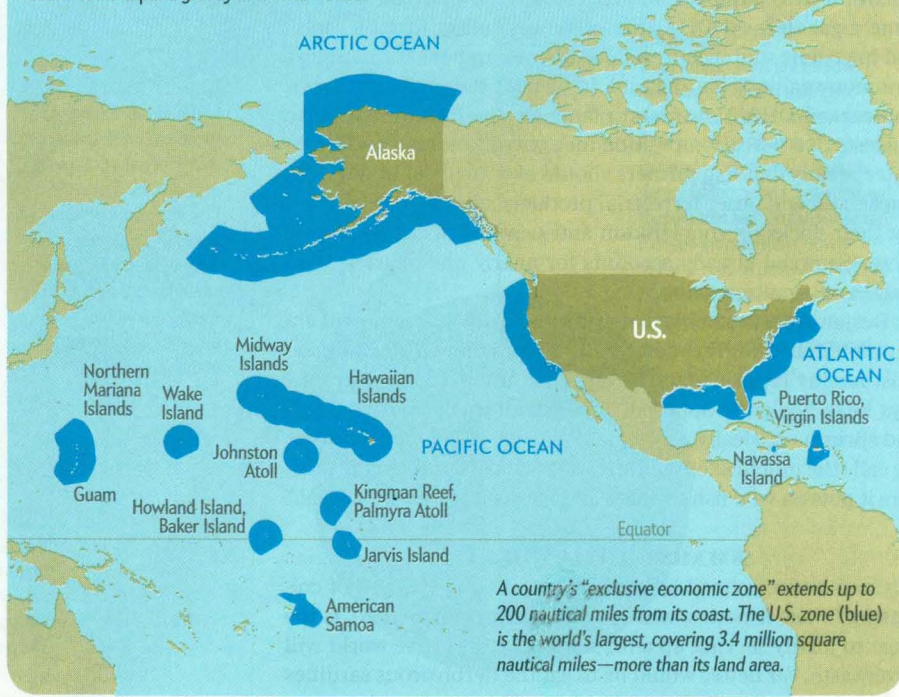 ARCTIC OCEAN
Alaska
U.S.
ATLANTIC
OCEAN
Puerto Rico,
Virgin Islands
Navassa
Island
Midway
Islands
Hawaiian
Islands
Northern
Mariana
Islands
Wake
Island
Johnston
Atoll
PACIFIC OCEAN
Guam
Howland Island,
Baker Island
Kingman Reef,
Palmyra Atoll
Equator
Jarvis Island
American
Samoa
A country's "exclusive economic zone" extends up to
200 nautical miles from its coast. The U.S. zone (blue)
is the world's largest, covering 3.4 million square
nautical miles—more than its land area.